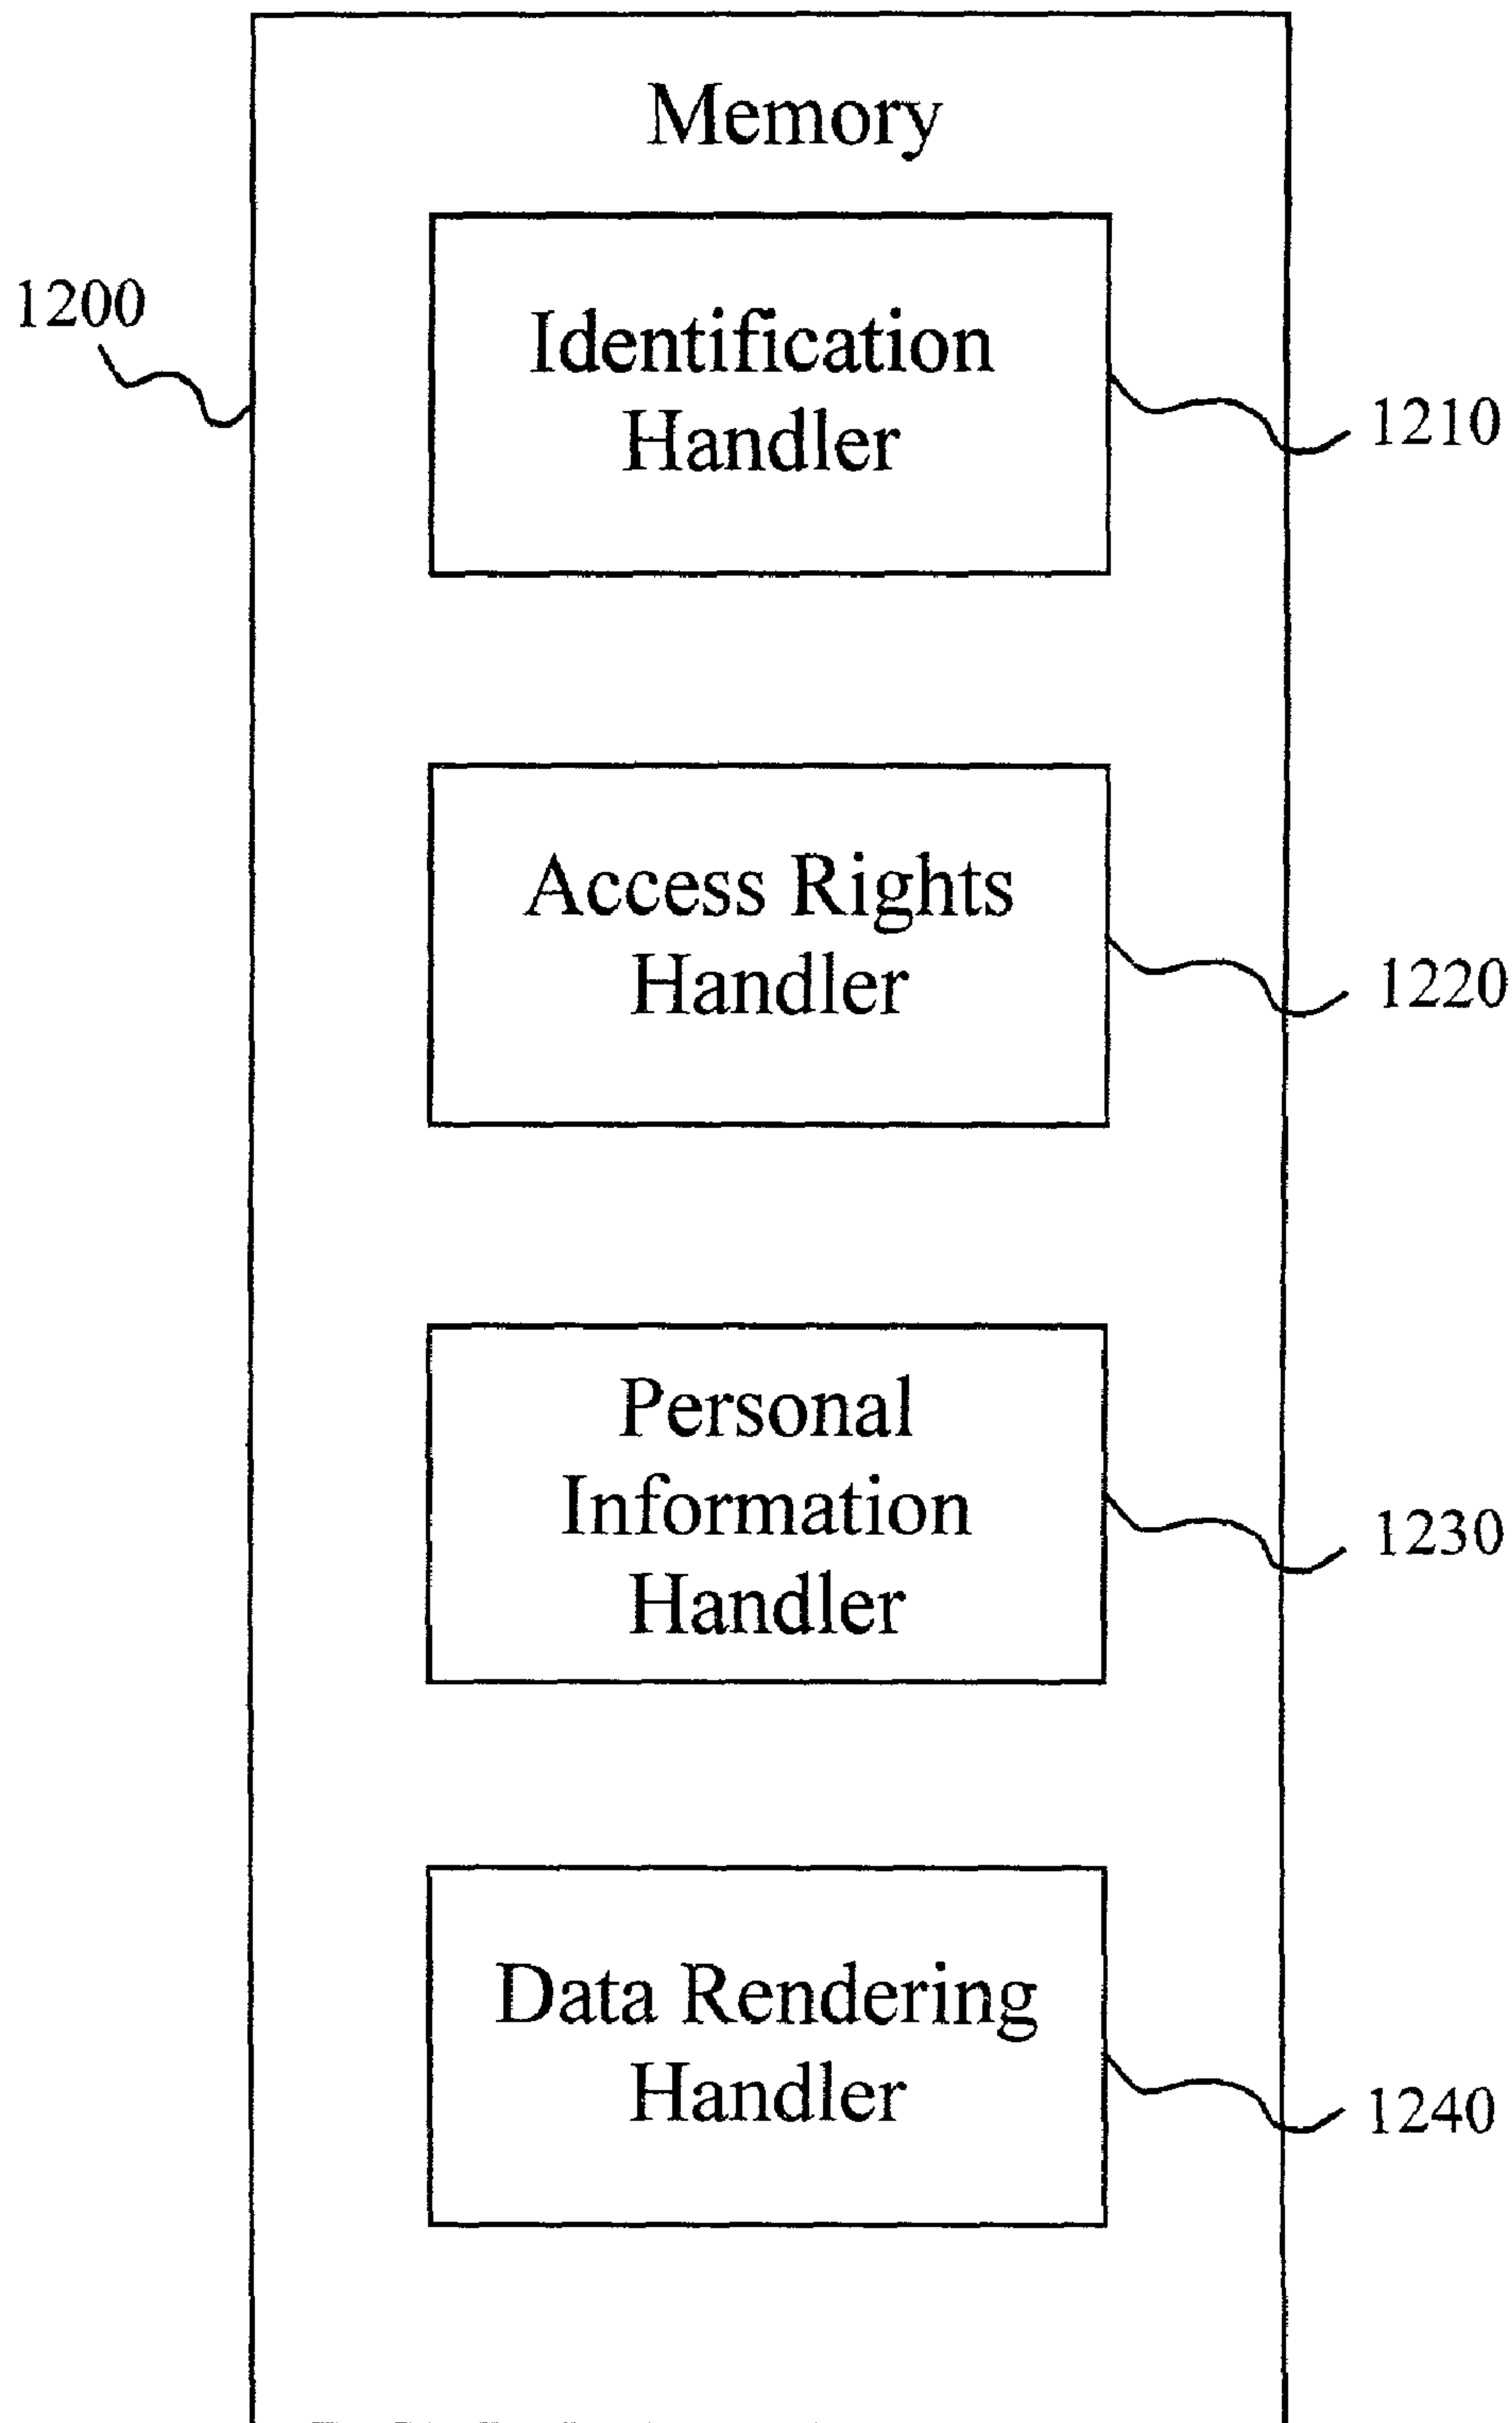 Memory
1200
Identification
Handler
1210
Access Rights
Handler
1220
Personal
Information
Handler
1230
Data Rendering
Handler
1240